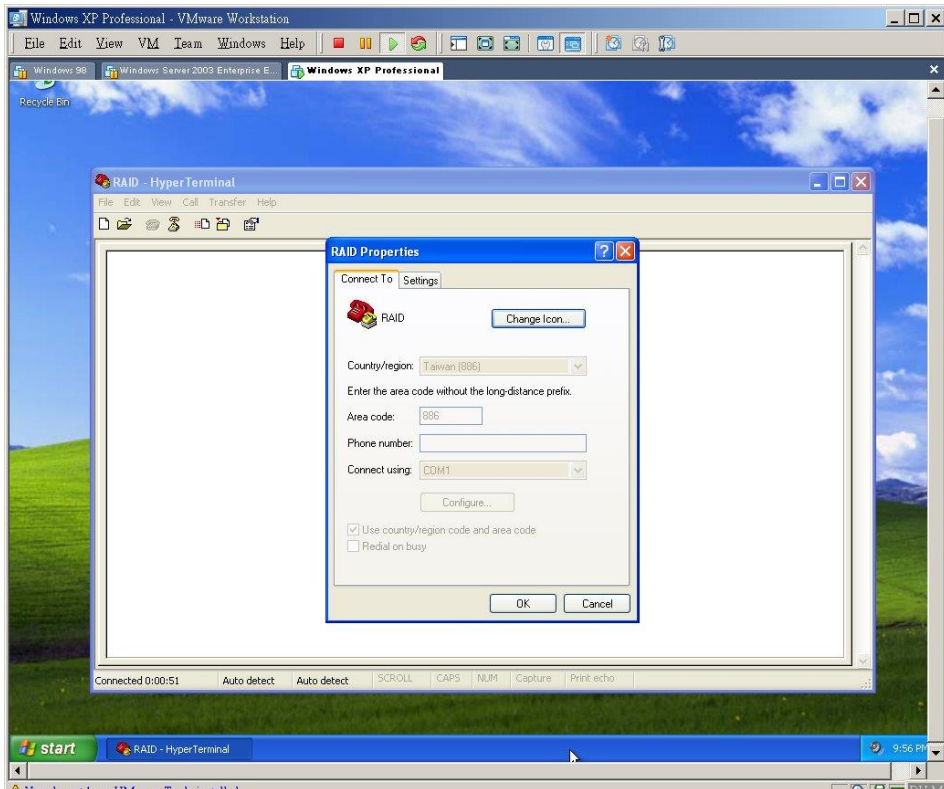 Windows XP Professional - VMware Workstation
File Edit View VM Team Windows Help
Windows 98 Windows Server 2003 Enterprise E... Windows XP Professional
Recycle Bin
RAID - HyperTerminal
File Edit View Call Transfer Help
RAID Properties
Connect To Settings
RAID Change Icon...
Country/region: Taiwan (886)
Enter the area code without the long-distance prefix.
Area code: 886
Phone number:
Connect using: COM1
Configure...
Use country/region code and area code
Redial on busy
OK Cancel
Connected 0:00:51 Auto detect Auto detect SCROLL CAPS NUM Capture Print echo
start RAID - HyperTerminal 9:56 PM